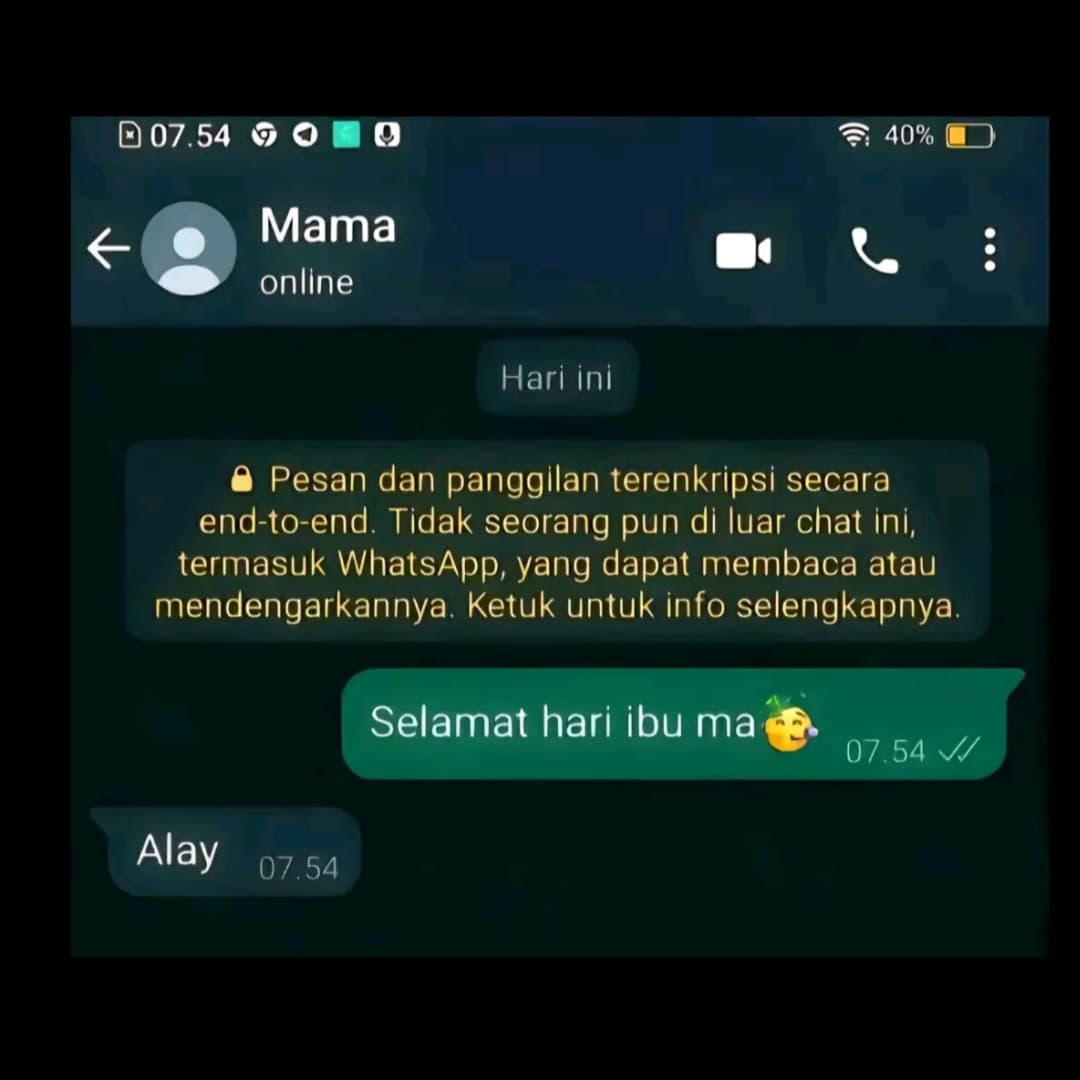 07.54
40%
Mama
online
Hari ini
Pesan dan panggilan terenkripsi secara
end-to-end. Tidak seorang pun di luar chat ini,
termasuk WhatsApp, yang dapat membaca atau
mendengarkannya. Ketuk untuk info selengkapnya.
Selamat hari ibu ma🥳
07.54
Alay
07.54